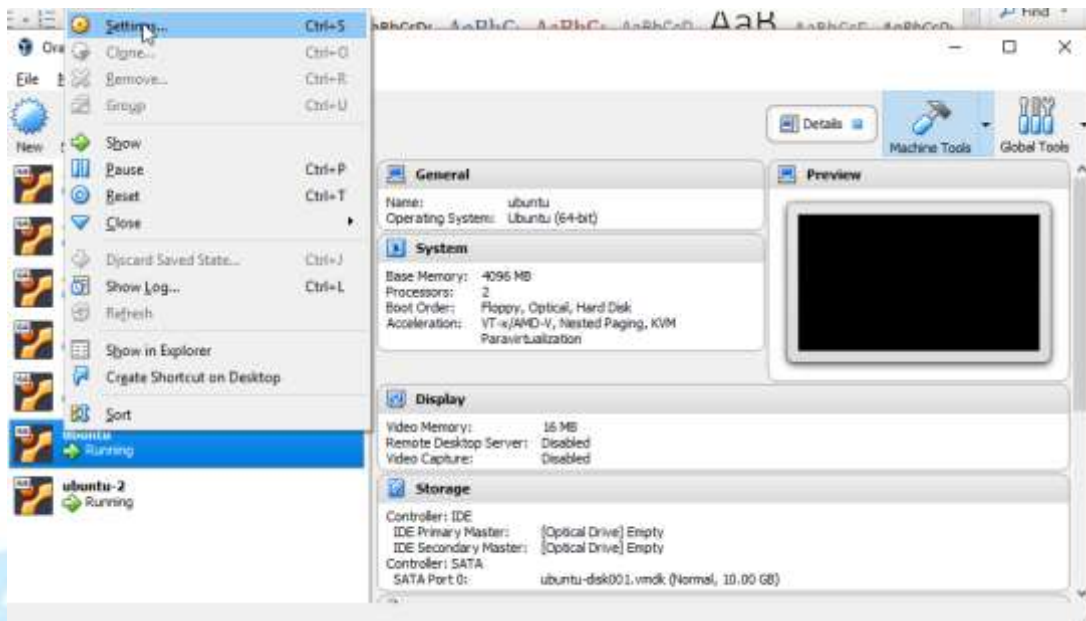 Find
AaBbCcD
AaB
Settings... Ctrl+S
Clone... Ctrl+O
Remove... Ctrl+R
Group Ctrl+U
Show
Pause Ctrl+P
Reset Ctrl+T
Close
Discard Saved State... Ctrl+J
Show Log... Ctrl+L
Refresh
Show in Explorer
Create Shortcut on Desktop
Sort
Ora
File
New
ubuntu
Running
ubuntu-2
Running
Details
Machine Tools
Global Tools
General
Name: ubuntu
Operating System: Ubuntu (64-bit)
System
Base Memory: 4096 MB
Processors: 2
Boot Order: Floppy, Optical, Hard Disk
Acceleration: VT-x/AMD-V, Nested Paging, KVM
Paravirtualization
Preview
Display
Video Memory: 16 MB
Remote Desktop Server: Disabled
Video Capture: Disabled
Storage
Controller: IDE
IDE Primary Master: [Optical Drive] Empty
IDE Secondary Master: [Optical Drive] Empty
Controller: SATA
SATA Port 0: ubuntu-disk001.vmdk (Normal, 10.00 GB)